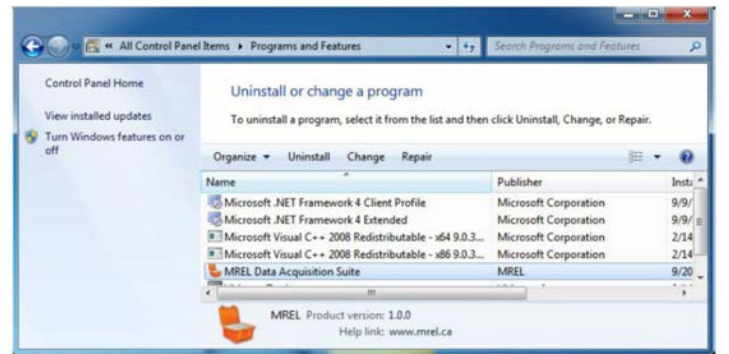 « All Control Panel Items ▸ Programs and Features
Search Programs and Features
Control Panel Home
View installed updates
Turn Windows features on or
off
Uninstall or change a program
To uninstall a program, select it from the list and then click Uninstall, Change, or Repair.
Organize Uninstall Change Repair
Name Publisher Insta
Microsoft .NET Framework 4 Client Profile Microsoft Corporation 9/9/
Microsoft .NET Framework 4 Extended Microsoft Corporation 9/9/
Microsoft Visual C++ 2008 Redistributable - x64 9.0.3... Microsoft Corporation 2/14
Microsoft Visual C++ 2008 Redistributable - x86 9.0.3... Microsoft Corporation 2/14
MREL Data Acquisition Suite MREL 9/20
MREL Product version: 1.0.0
Help link: www.mrel.ca